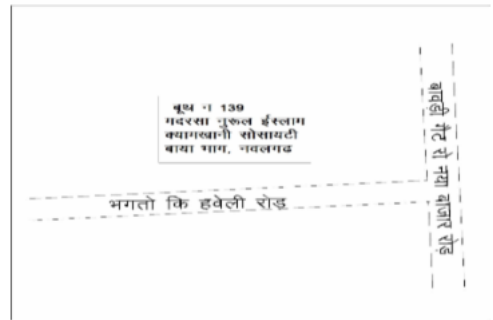 बूथ न 139
मदरसा नुरूल ईस्लाम
क्यामखानी सोसायटी
बाया भाग, नवलगढ
भगतो कि हवेली रोड़
बावडी गेट से नया बाजार रोड़